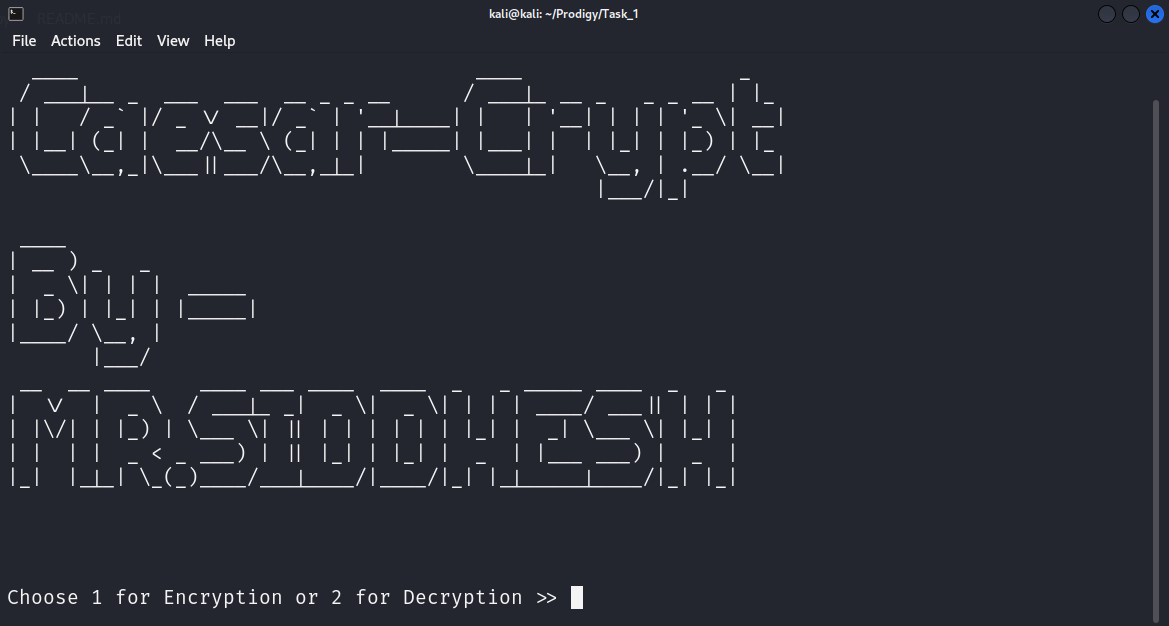 README.md
kali@kali: ~/Prodigy/Task_1
File Actions Edit View Help
Caesar-Crypt
By -
MR.SIDDHESH
Choose 1 for Encryption or 2 for Decryption >>